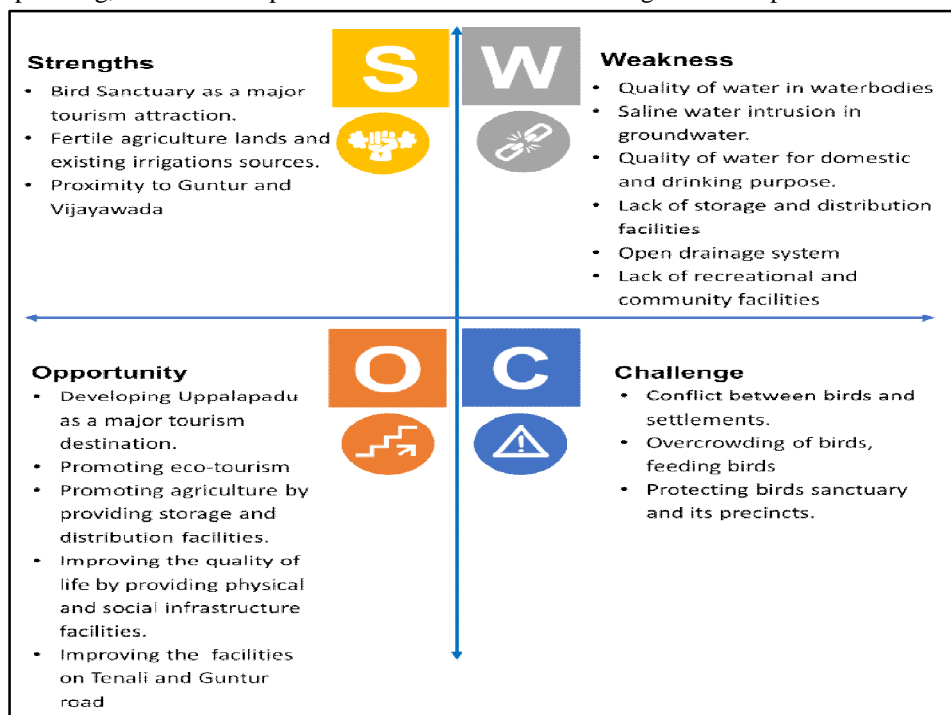 S W
Strengths
• Bird Sanctuary as a major
tourism attraction.
• Fertile agriculture lands and
existing irrigations sources.
• Proximity to Guntur and
Vijayawada
Weakness
• Quality of water in waterbodies
• Saline water intrusion in
groundwater.
• Quality of water for domestic
and drinking purpose.
• Lack of storage and distribution
facilities
• Open drainage system
• Lack of recreational and
community facilities
O C
Opportunity
• Developing Uppalapadu
as a major tourism
destination.
• Promoting eco-tourism
• Promoting agriculture by
providing storage and
distribution facilities.
• Improving the quality of
life by providing physical
and social infrastructure
facilities.
• Improving the facilities
on Tenali and Guntur
road
Challenge
• Conflict between birds and
settlements.
• Overcrowding of birds,
feeding birds
• Protecting birds sanctuary
and its precincts.